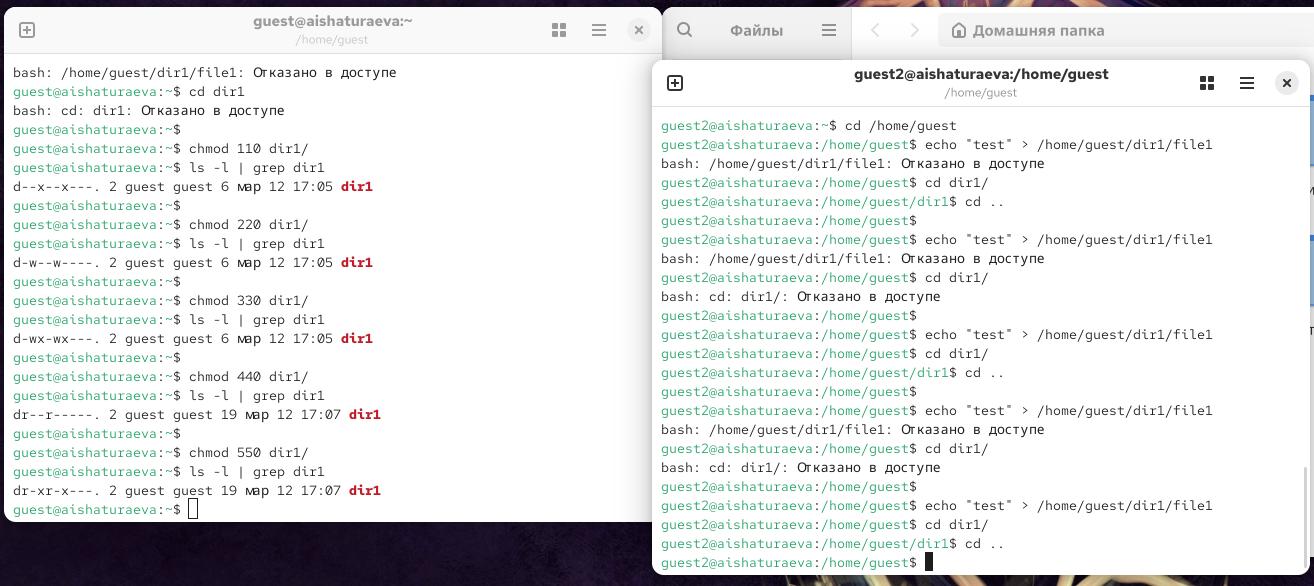 guest@aishaturaeva:~
/home/guest
bash: /home/guest/dir1/file1: Отказано в доступе
guest@aishaturaeva:~$ cd dir1
bash: cd: dir1: Отказано в доступе
guest@aishaturaeva:~$
guest@aishaturaeva:~$ chmod 110 dir1/
guest@aishaturaeva:~$ ls -l | grep dir1
d--x--x---. 2 guest guest 6 мар 12 17:05 dir1
guest@aishaturaeva:~$
guest@aishaturaeva:~$ chmod 220 dir1/
guest@aishaturaeva:~$ ls -l | grep dir1
d-w--w----. 2 guest guest 6 мар 12 17:05 dir1
guest@aishaturaeva:~$
guest@aishaturaeva:~$ chmod 330 dir1/
guest@aishaturaeva:~$ ls -l | grep dir1
d-wx-wx---. 2 guest guest 6 мар 12 17:05 dir1
guest@aishaturaeva:~$
guest@aishaturaeva:~$ chmod 440 dir1/
guest@aishaturaeva:~$ ls -l | grep dir1
dr--r-----. 2 guest guest 19 мар 12 17:07 dir1
guest@aishaturaeva:~$
guest@aishaturaeva:~$ chmod 550 dir1/
guest@aishaturaeva:~$ ls -l | grep dir1
dr-xr-x---. 2 guest guest 19 мар 12 17:07 dir1
guest@aishaturaeva:~$
Файлы
Домашняя папка
guest2@aishaturaeva:/home/guest
/home/guest
guest2@aishaturaeva:~$ cd /home/guest
guest2@aishaturaeva:/home/guest$ echo "test" > /home/guest/dir1/file1
bash: /home/guest/dir1/file1: Отказано в доступе
guest2@aishaturaeva:/home/guest$ cd dir1/
guest2@aishaturaeva:/home/guest/dir1$ cd ..
guest2@aishaturaeva:/home/guest$
guest2@aishaturaeva:/home/guest$ echo "test" > /home/guest/dir1/file1
bash: /home/guest/dir1/file1: Отказано в доступе
guest2@aishaturaeva:/home/guest$ cd dir1/
bash: cd: dir1/: Отказано в доступе
guest2@aishaturaeva:/home/guest$
guest2@aishaturaeva:/home/guest$ echo "test" > /home/guest/dir1/file1
guest2@aishaturaeva:/home/guest$ cd dir1/
guest2@aishaturaeva:/home/guest/dir1$ cd ..
guest2@aishaturaeva:/home/guest$
guest2@aishaturaeva:/home/guest$ echo "test" > /home/guest/dir1/file1
bash: /home/guest/dir1/file1: Отказано в доступе
guest2@aishaturaeva:/home/guest$ cd dir1/
bash: cd: dir1/: Отказано в доступе
guest2@aishaturaeva:/home/guest$
guest2@aishaturaeva:/home/guest$ echo "test" > /home/guest/dir1/file1
guest2@aishaturaeva:/home/guest$ cd dir1/
guest2@aishaturaeva:/home/guest/dir1$ cd ..
guest2@aishaturaeva:/home/guest$